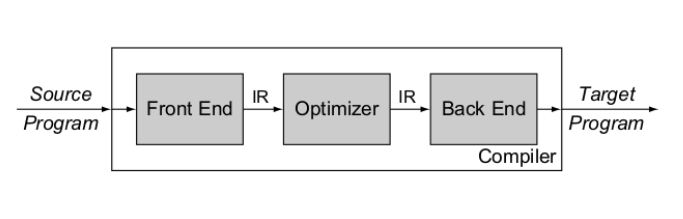 Source
Program
Front End
IR
Optimizer
IR
Back End
Target
Program
Compiler